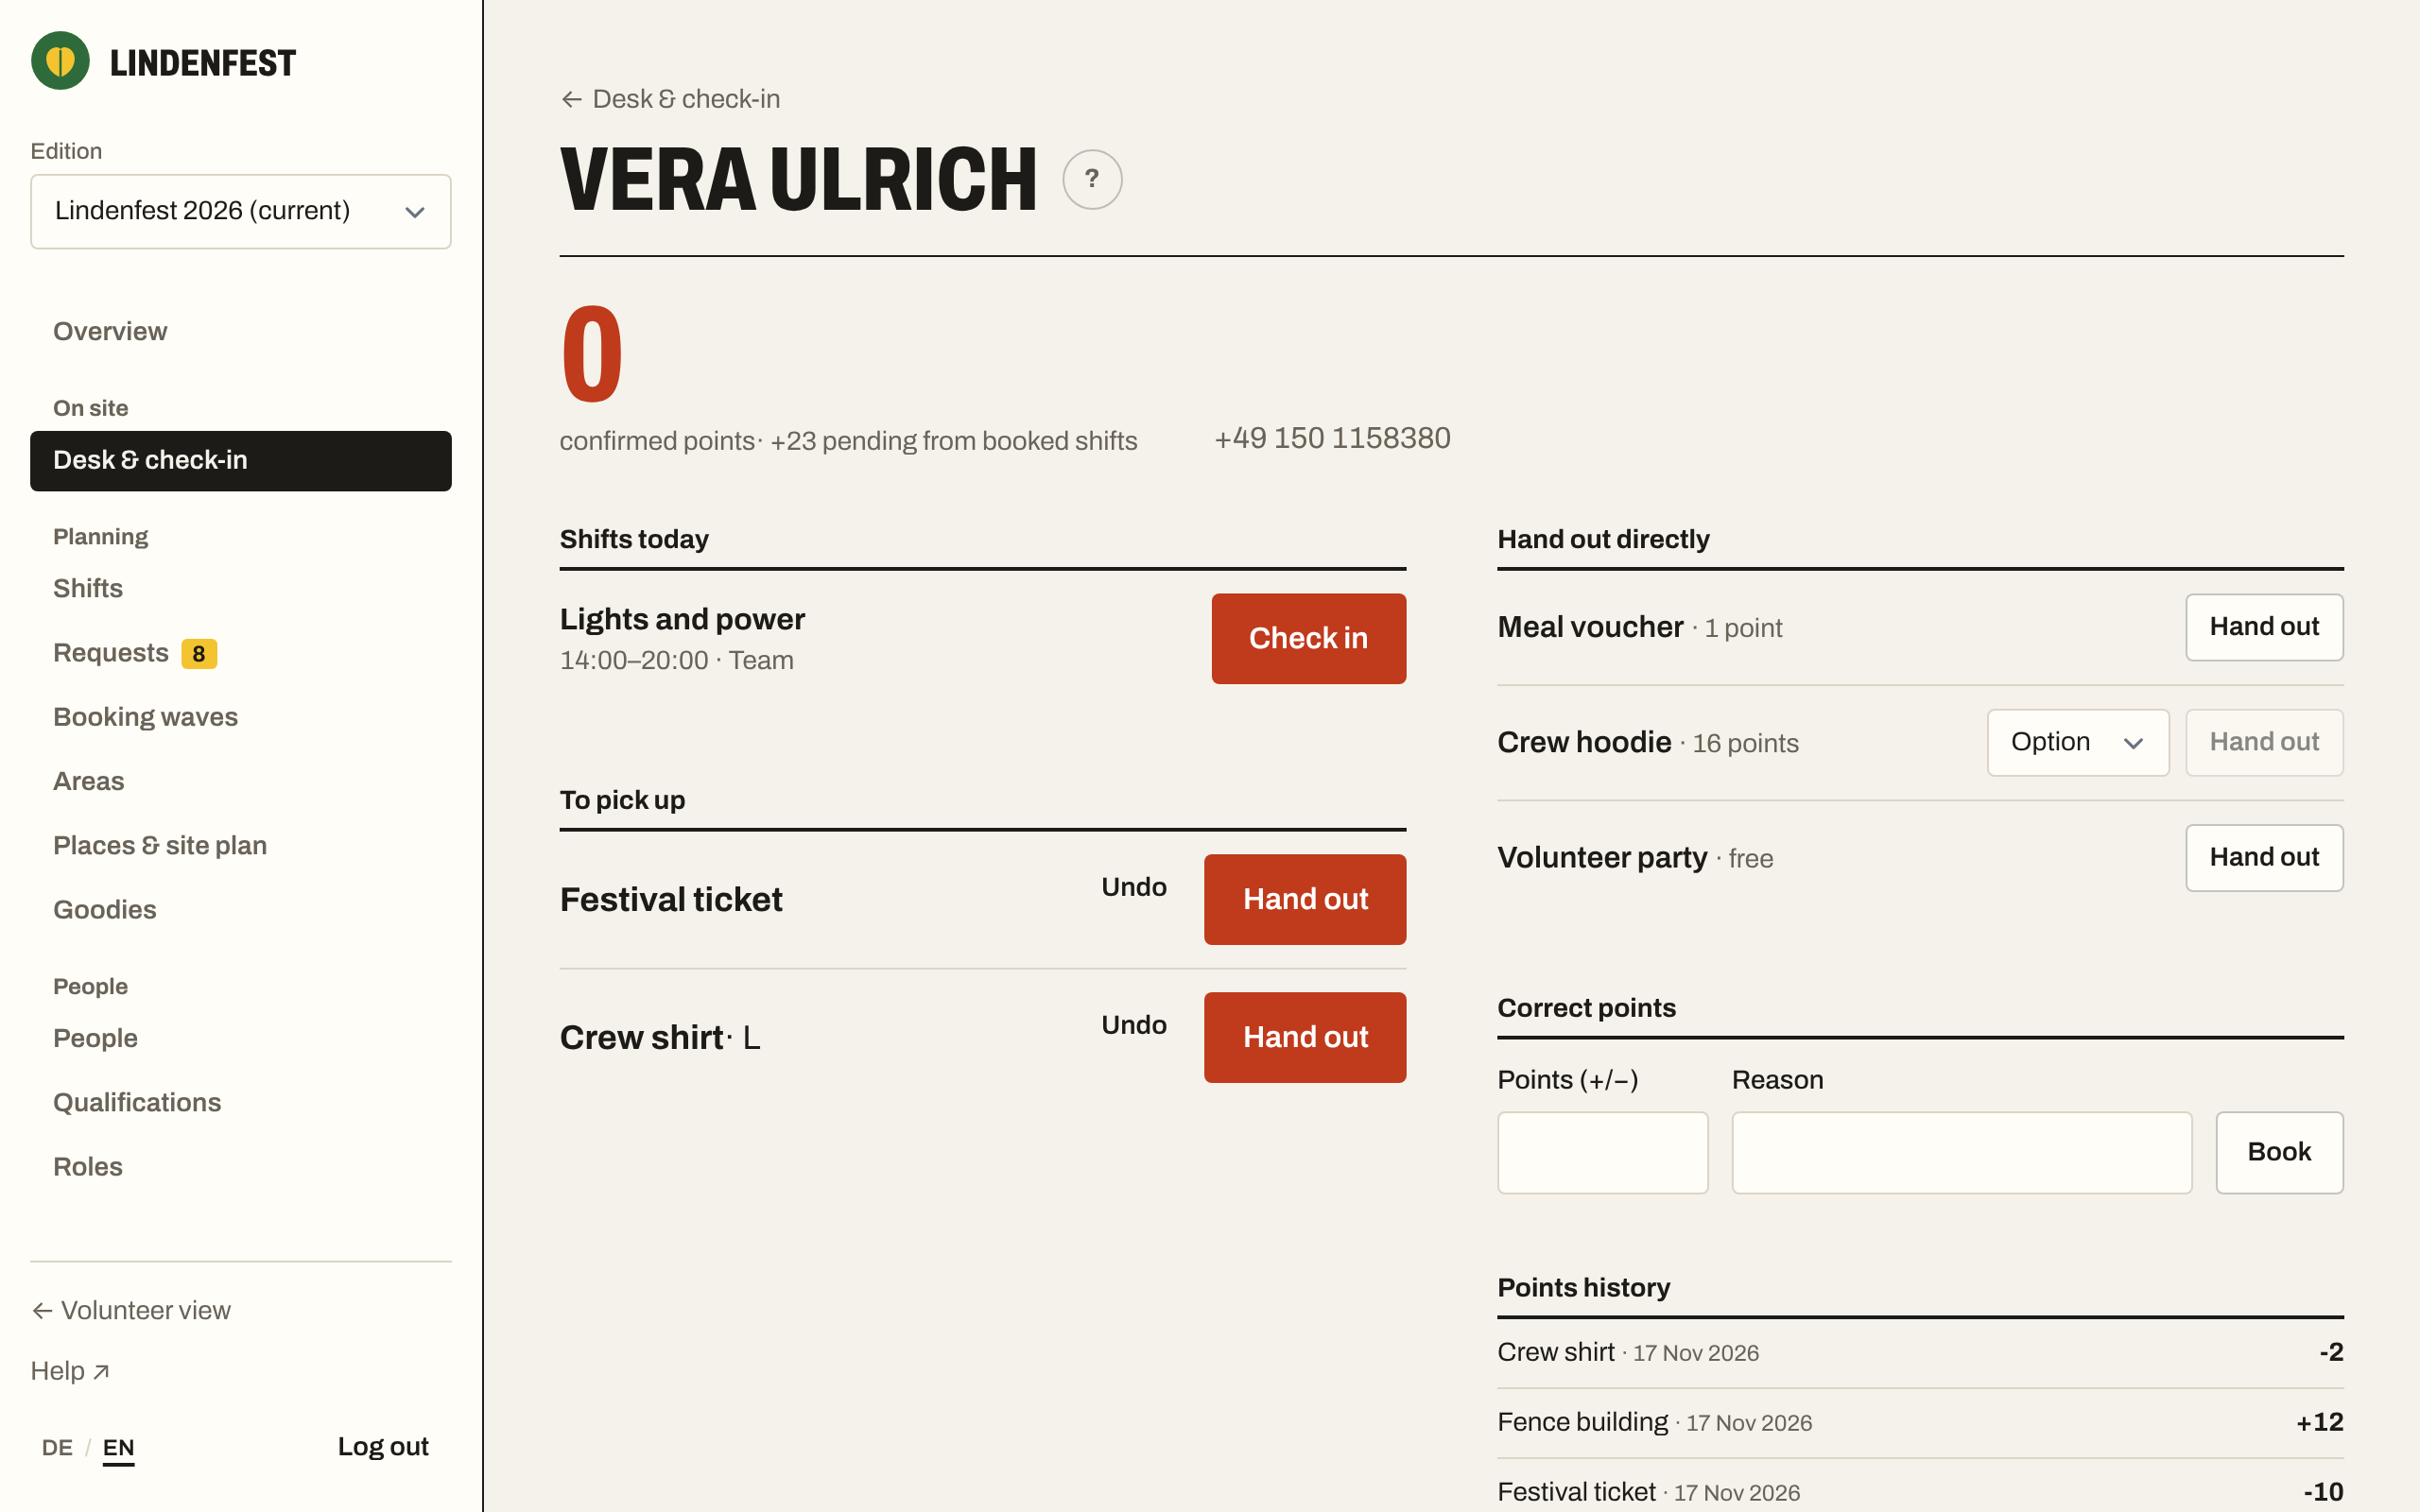 LINDENFEST
Edition
Lindenfest 2026 (current)
Overview
On site
Desk & check-in
Planning
Shifts
Requests 8
Booking waves
Areas
Places & site plan
Goodies
People
People
Qualifications
Roles
← Volunteer view
Help ↗
DE / EN
Log out
← Desk & check-in
VERA ULRICH ?
0
confirmed points· +23 pending from booked shifts
+49 150 1158380
Shifts today
Lights and power
14:00–20:00 · Team
Check in
To pick up
Festival ticket
Undo
Hand out
Crew shirt· L
Undo
Hand out
Hand out directly
Meal voucher · 1 point
Hand out
Crew hoodie · 16 points
Option
Hand out
Volunteer party · free
Hand out
Correct points
Points (+/−)
Reason
Book
Points history
Crew shirt · 17 Nov 2026 -2
Fence building · 17 Nov 2026 +12
Festival ticket · 17 Nov 2026 -10